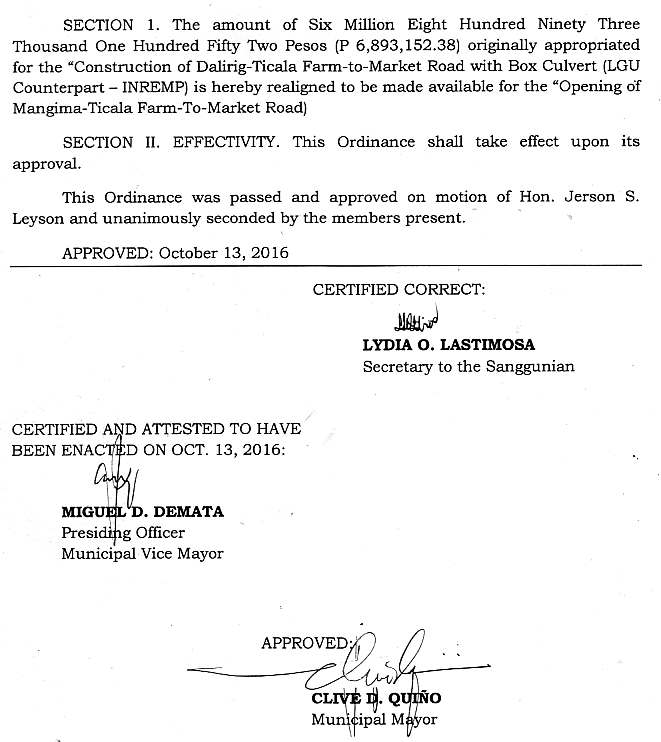 SECTION 1. The amount of Six Million Eight Hundred Ninety Three
Thousand One Hundred Fifty Two Pesos (P 6,893,152.38) originally appropriated
for the “Construction of Dalirig-Ticala Farm-to-Market Road with Box Culvert (LGU
Counterpart – INREMP) is hereby realigned to be made available for the “Opening of
Mangima-Ticala Farm-To-Market Road)
SECTION II. EFFECTIVITY. This Ordinance shall take effect upon its
approval.
This Ordinance was passed and approved on motion of Hon. Jerson S.
Leyson and unanimously seconded by the members present.
APPROVED: October 13, 2016
CERTIFIED CORRECT:
LYDIA O. LASTIMOSA
Secretary to the Sanggunian
CERTIFIED AND ATTESTED TO HAVE
BEEN ENACTED ON OCT. 13, 2016:
MIGUEL D. DEMATA
Presiding Officer
Municipal Vice Mayor
APPROVED:
CLIVE D. QUIÑO
Municipal Mayor